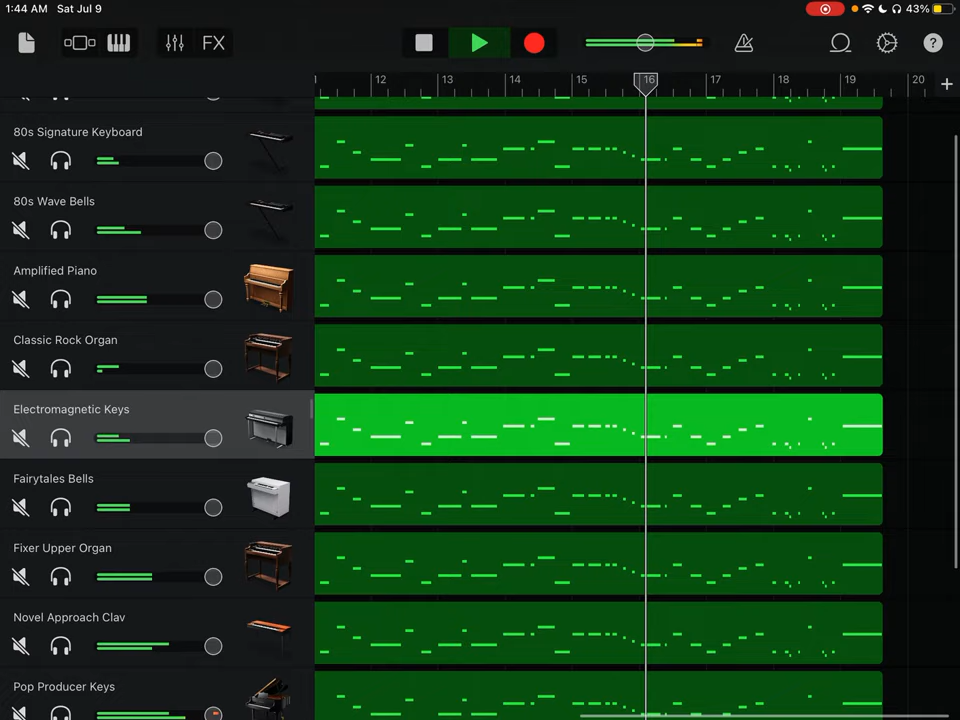 1:44 AM Sat Jul 9 43%
FX
11 12 13 14 15 16 17 18 19 20 +
80s Signature Keyboard
80s Wave Bells
Amplified Piano
Classic Rock Organ
Electromagnetic Keys
Fairytales Bells
Fixer Upper Organ
Novel Approach Clav
Pop Producer Keys